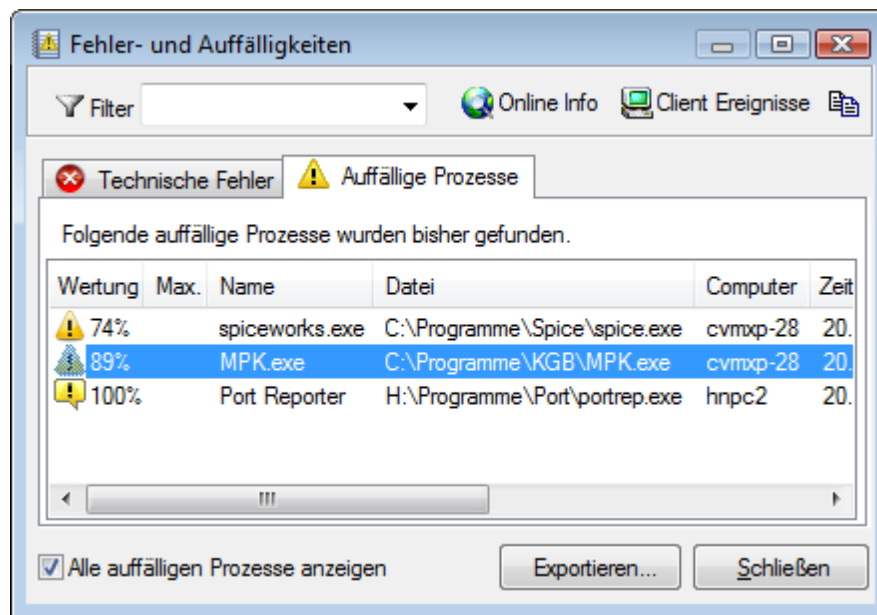 Fehler- und Auffälligkeiten
Filter Online Info Client Ereignisse
Technische Fehler Auffällige Prozesse
Folgende auffällige Prozesse wurden bisher gefunden.
Wertung Max. Name Datei Computer Zeit
74% spiceworks.exe C:\Programme\Spice\spice.exe cvmxp-28 20.
89% MPK.exe C:\Programme\KGB\MPK.exe cvmxp-28 20.
100% Port Reporter H:\Programme\Port\portrep.exe hnpc2 20.
Alle auffälligen Prozesse anzeigen Exportieren... Schließen